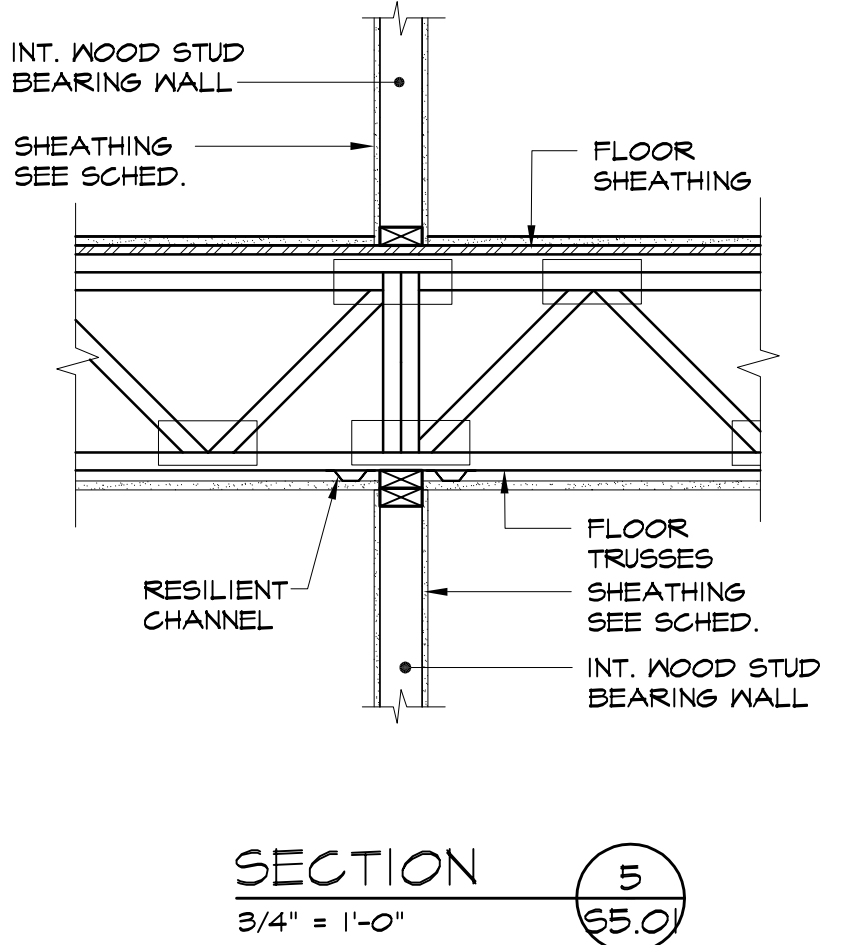 INT. WOOD STUD
BEARING WALL
SHEATHING
SEE SCHED.
FLOOR
SHEATHING
FLOOR
TRUSSES
SHEATHING
SEE SCHED.
RESILIENT
CHANNEL
INT. WOOD STUD
BEARING WALL
SECTION
3/4" = 1'-0"
5
S5.01